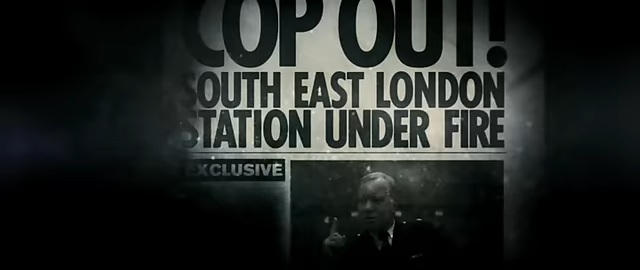 COP OUT!
SOUTH EAST LONDON
STATION UNDER FIRE
EXCLUSIVE